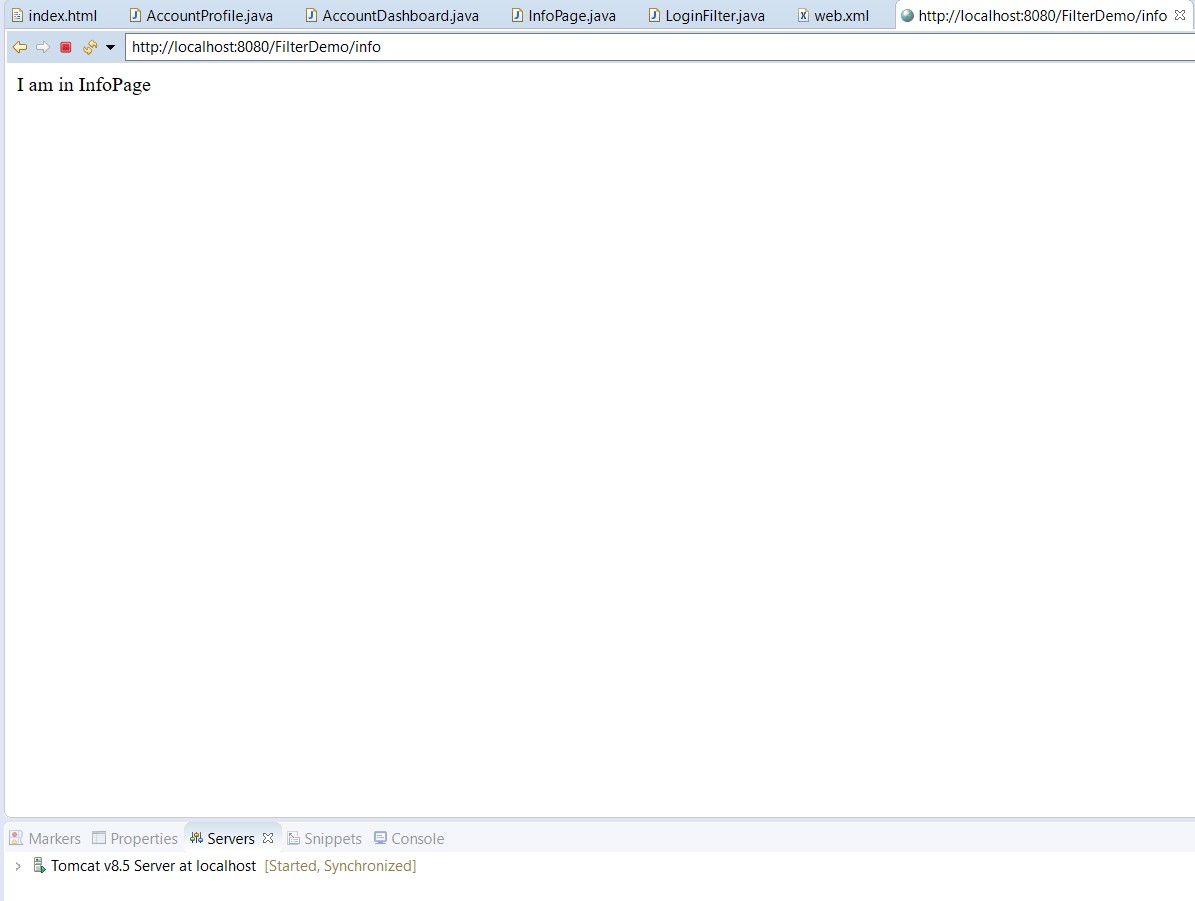 index.html AccountProfile.java AccountDashboard.java InfoPage.java LoginFilter.java web.xml http://localhost:8080/FilterDemo/info
http://localhost:8080/FilterDemo/info
I am in InfoPage
Markers Properties Servers Snippets Console
Tomcat v8.5 Server at localhost [Started, Synchronized]